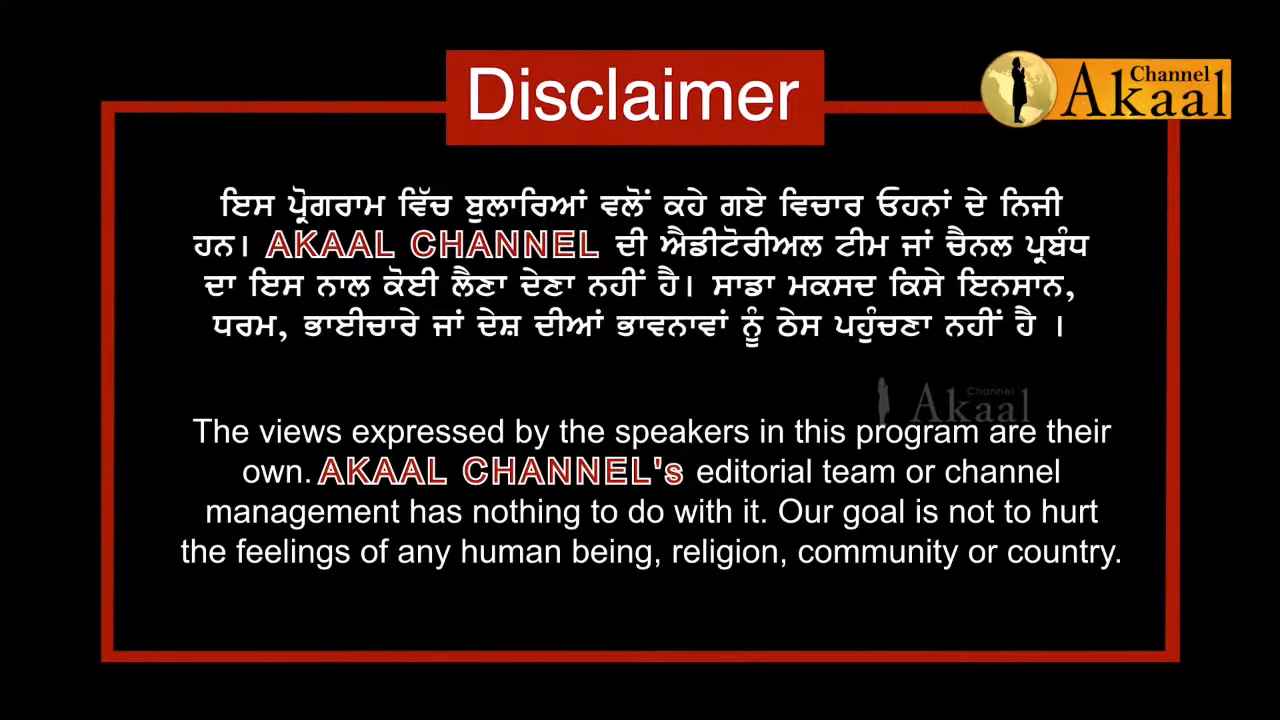 Disclaimer
Channel
Akaal
ਇਸ ਪ੍ਰੋਗਰਾਮ ਵਿੱਚ ਬੁਲਾਰਿਆਂ ਵਲੋਂ ਕਹੇ ਗਏ ਵਿਚਾਰ ਓਹਨਾਂ ਦੇ ਨਿਜੀ
ਹਨ। AKAAL CHANNEL ਦੀ ਐਡੀਟੋਰੀਅਲ ਟੀਮ ਜਾਂ ਚੈਨਲ ਪ੍ਰਬੰਧ
ਦਾ ਇਸ ਨਾਲ ਕੋਈ ਲੈਣਾ ਦੇਣਾ ਨਹੀਂ ਹੈ। ਸਾਡਾ ਮਕਸਦ ਕਿਸੇ ਇਨਸਾਨ,
ਧਰਮ, ਭਾਈਚਾਰੇ ਜਾਂ ਦੇਸ਼ ਦੀਆਂ ਭਾਵਨਾਵਾਂ ਨੂੰ ਠੇਸ ਪਹੁੰਚਣਾ ਨਹੀਂ ਹੈ ।
Channel
Akaal
The views expressed by the speakers in this program are their
own. AKAAL CHANNEL's editorial team or channel
management has nothing to do with it. Our goal is not to hurt
the feelings of any human being, religion, community or country.